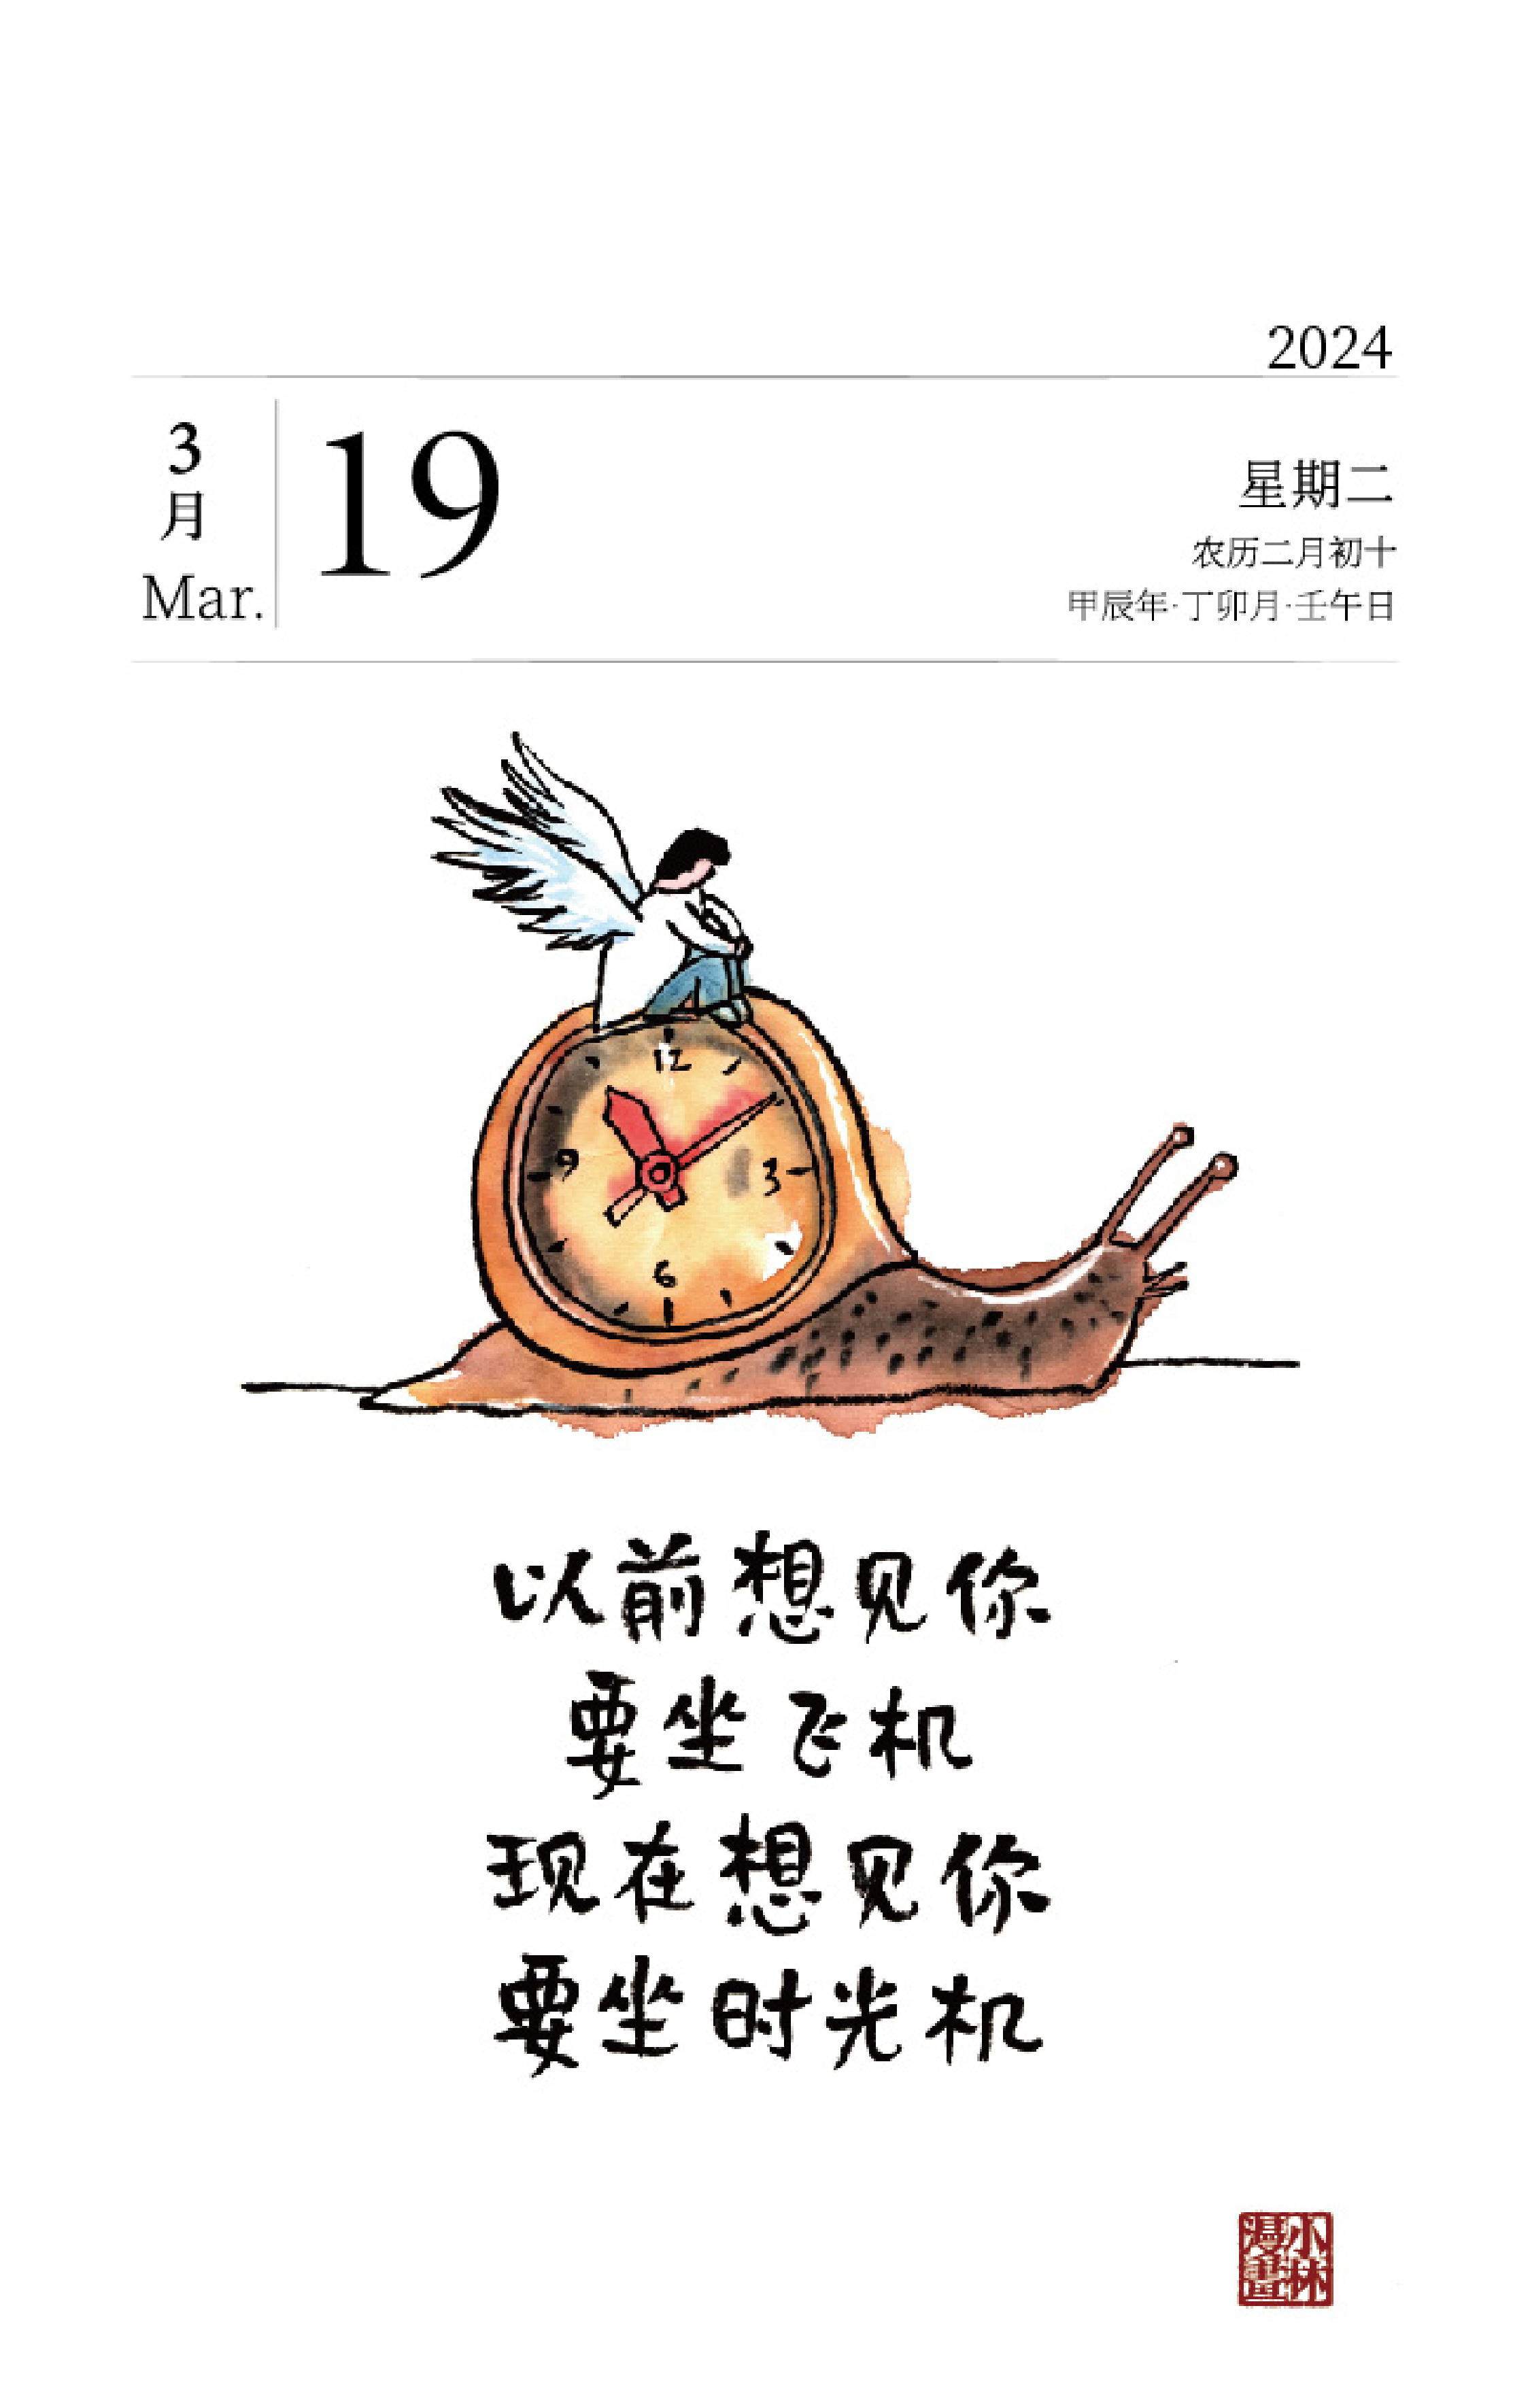 2024
3
月
Mar.
19
星期二
农历二月初十
甲辰年·丁卯月·壬午日
12
9
3
6
以前想见你
要坐飞机
现在想见你
要坐时光机
小林
漫畫